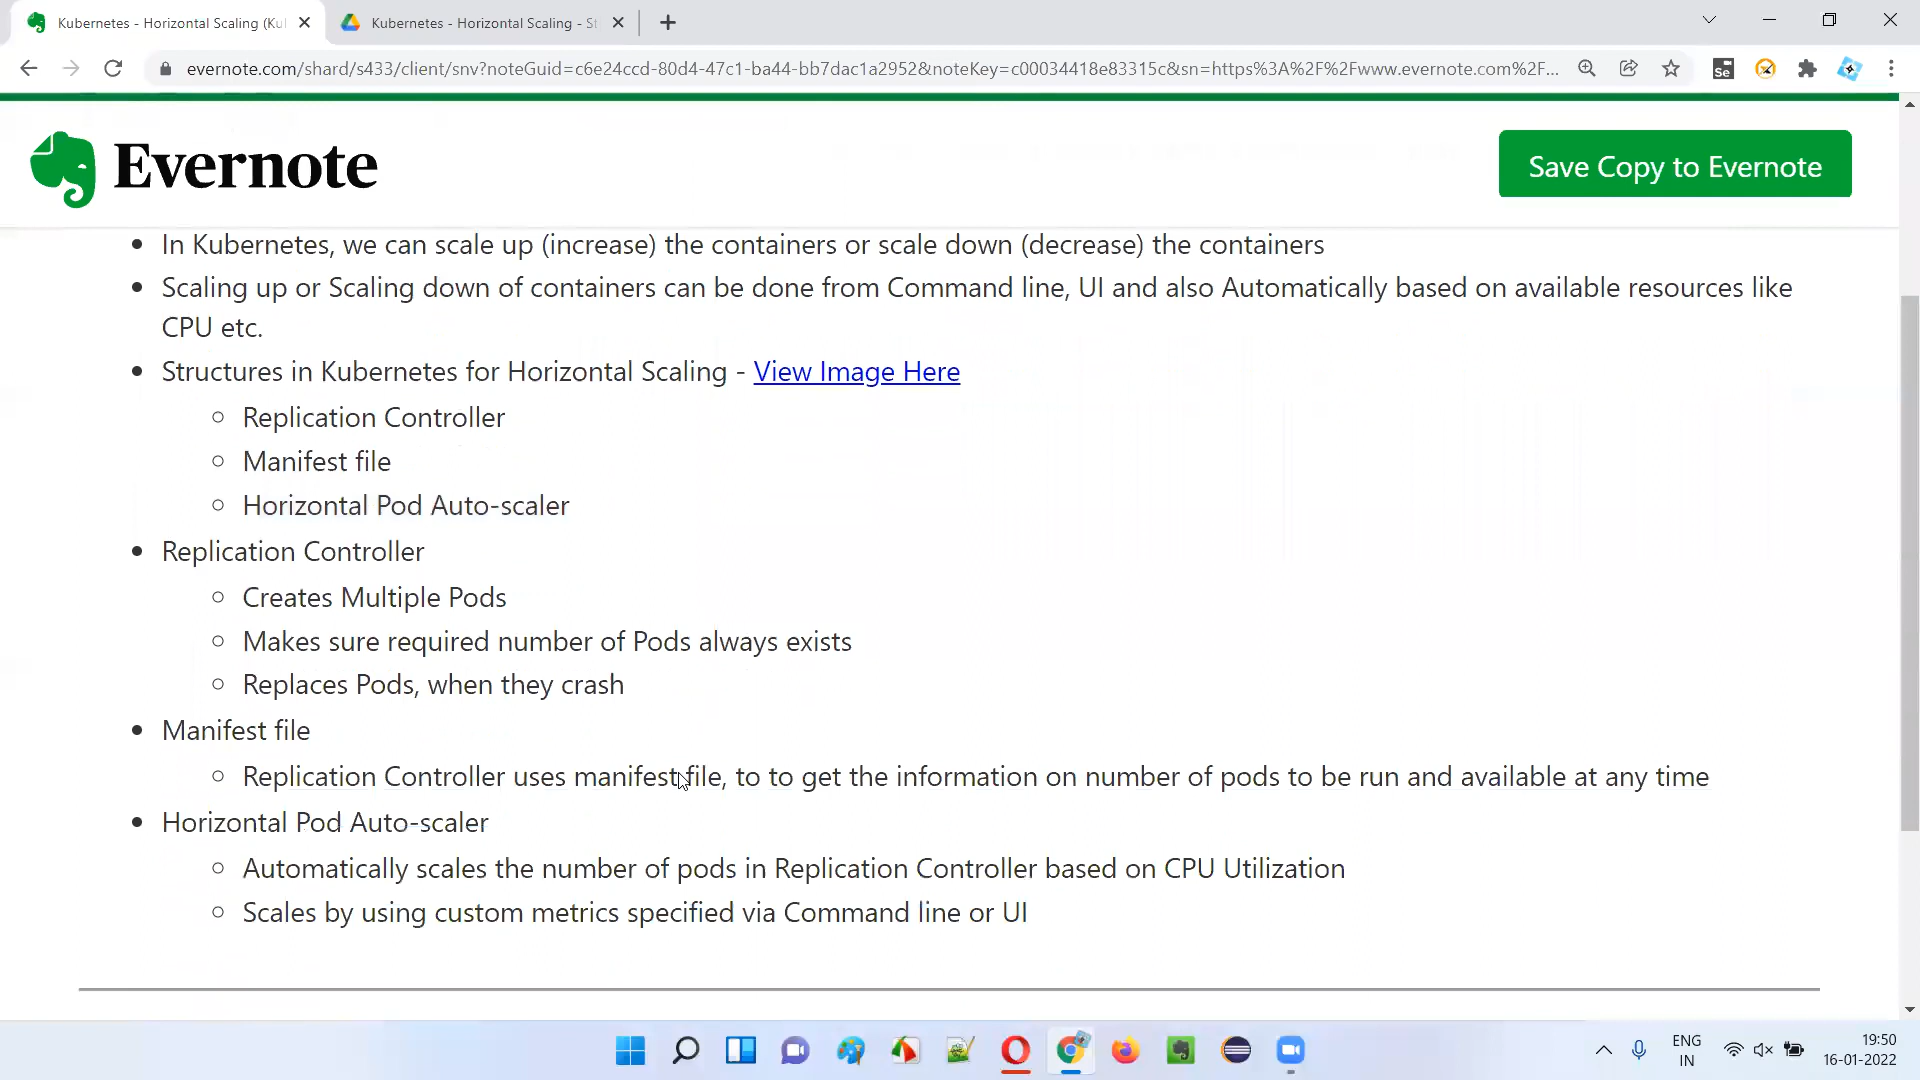 Kubernetes - Horizontal Scaling (Ku
Kubernetes - Horizontal Scaling - St
evernote.com/shard/s433/client/snv?noteGuid=c6e24ccd-80d4-47c1-ba44-bb7dac1a2952&noteKey=c00034418e83315c&sn=https%3A%2F%2Fwww.evernote.com%2F...
Se
Evernote
Save Copy to Evernote
In Kubernetes, we can scale up (increase) the containers or scale down (decrease) the containers
Scaling up or Scaling down of containers can be done from Command line, UI and also Automatically based on available resources like
CPU etc.
Structures in Kubernetes for Horizontal Scaling - View Image Here
Replication Controller
Manifest file
Horizontal Pod Auto-scaler
Replication Controller
Creates Multiple Pods
Makes sure required number of Pods always exists
Replaces Pods, when they crash
Manifest file
Replication Controller uses manifest file, to to get the information on number of pods to be run and available at any time
Horizontal Pod Auto-scaler
Automatically scales the number of pods in Replication Controller based on CPU Utilization
Scales by using custom metrics specified via Command line or UI
ENG
IN
19:50
16-01-2022